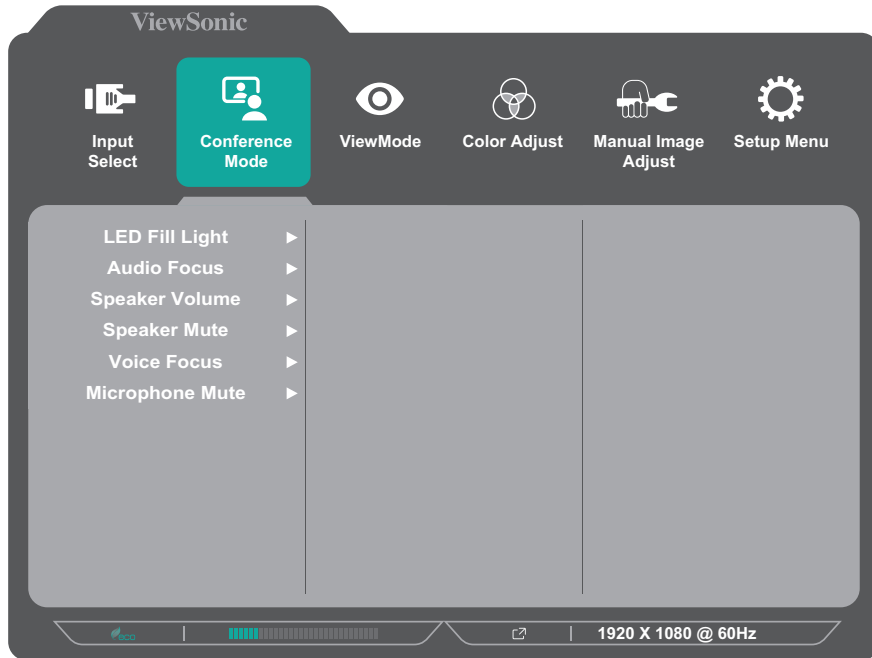 ViewSonic
Input
Select
Conference
Mode
ViewMode
Color Adjust
Manual Image
Adjust
Setup Menu
LED Fill Light
Audio Focus
Speaker Volume
Speaker Mute
Voice Focus
Microphone Mute
eco
1920 X 1080 @ 60Hz